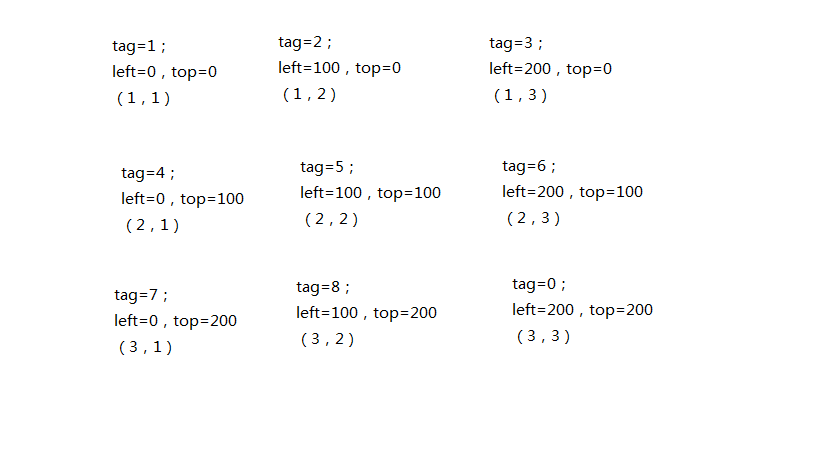 tag=1；
left=0，top=0
（1，1）
tag=2；
left=100，top=0
（1，2）
tag=3；
left=200，top=0
（1，3）
tag=4；
left=0，top=100
（2，1）
tag=5；
left=100，top=100
（2，2）
tag=6；
left=200，top=100
（2，3）
tag=7；
left=0，top=200
（3，1）
tag=8；
left=100，top=200
（3，2）
tag=0；
left=200，top=200
（3，3）